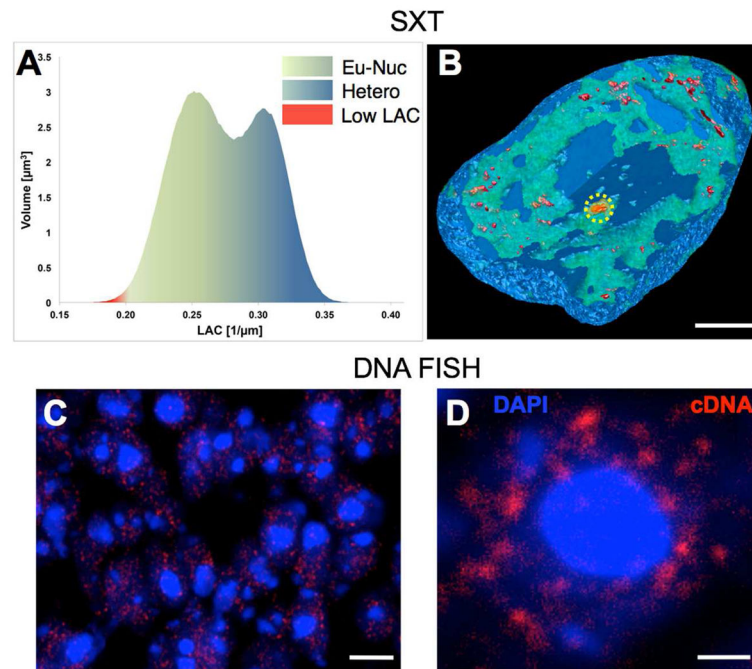 SXT
A
B
Eu-Nuc
Hetero
Low LAC
Volume [µm³]
3.5
3
2.5
2
1.5
1
0.5
0
0.15
0.20
0.25
0.30
0.35
0.40
LAC [1/µm]
DNA FISH
C
D
DAPI
cDNA